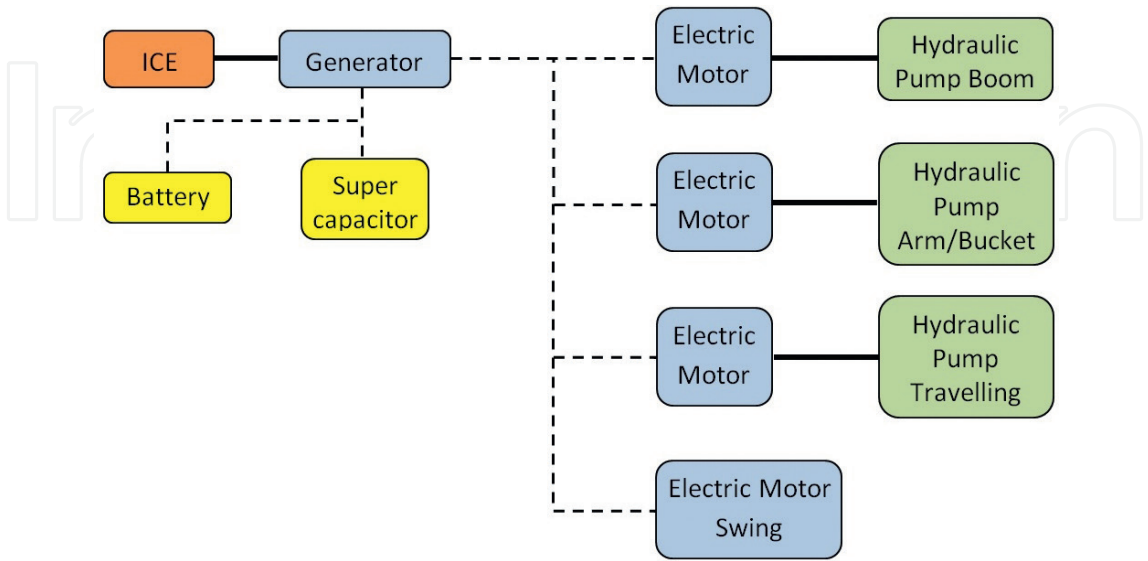 ICE
Generator
Battery
Super
capacitor
Electric
Motor
Hydraulic
Pump Boom
Electric
Motor
Hydraulic
Pump
Arm/Bucket
Electric
Motor
Hydraulic
Pump
Travelling
Electric Motor
Swing